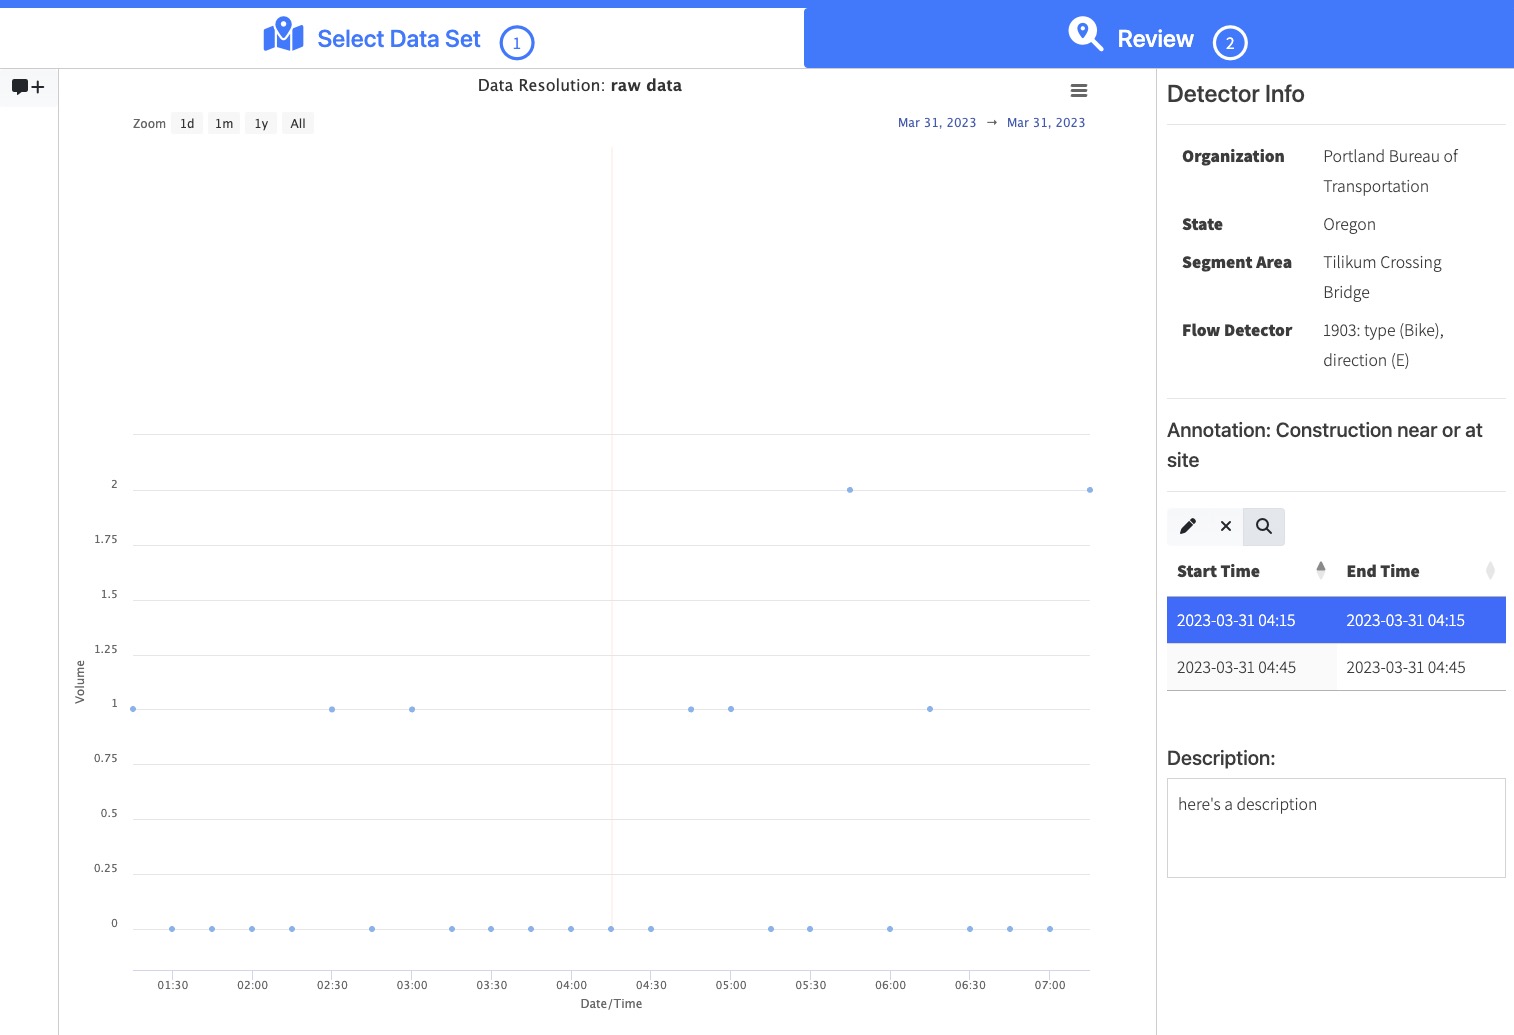 Select Data Set 1
Review 2
Data Resolution: raw data
Zoom 1d 1m 1y All
Mar 31, 2023 → Mar 31, 2023
2
1.75
1.5
1.25
1
0.75
0.5
0.25
0
Volume
01:30 02:00 02:30 03:00 03:30 04:00 04:30 05:00 05:30 06:00 06:30 07:00
Date/Time
Detector Info
Organization Portland Bureau of
Transportation
State Oregon
Segment Area Tilikum Crossing
Bridge
Flow Detector 1903: type (Bike),
direction (E)
Annotation: Construction near or at
site
Start Time End Time
2023-03-31 04:15 2023-03-31 04:15
2023-03-31 04:45 2023-03-31 04:45
Description:
here's a description